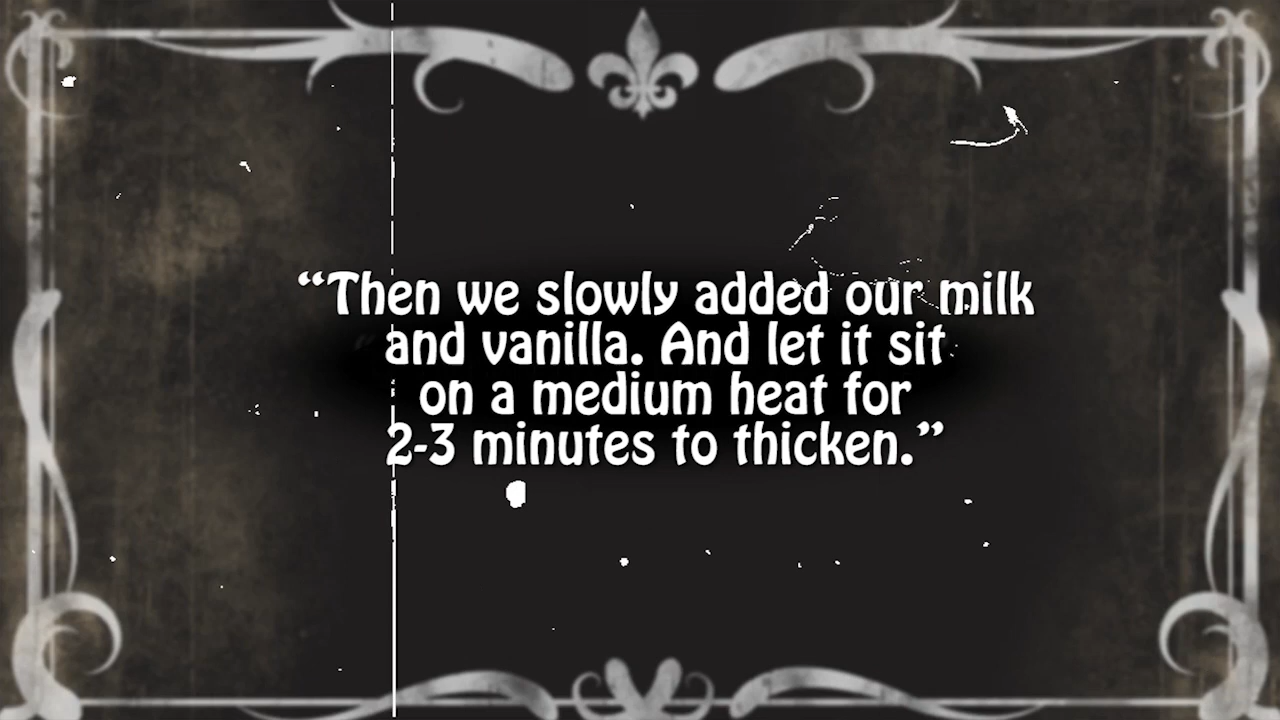 “Then we slowly added our milk
and vanilla. And let it sit
on a medium heat for
2-3 minutes to thicken.”